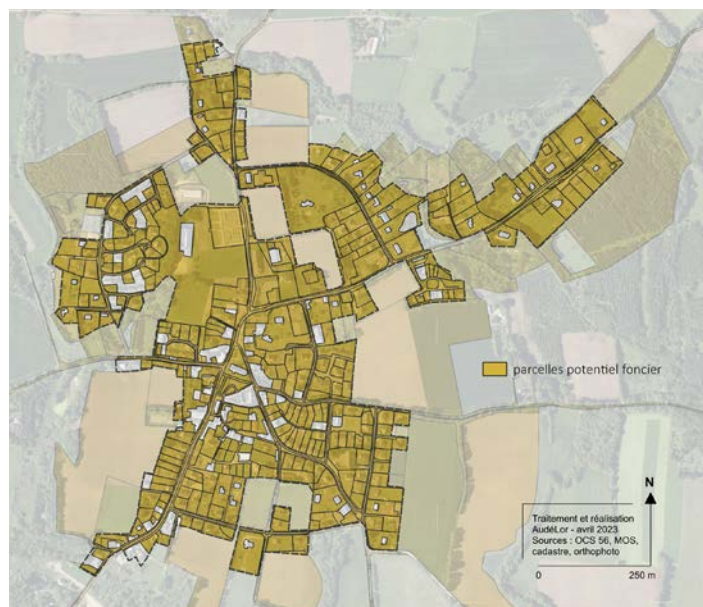 parcelles potentiel foncier
N
Traitement et réalisation
AudéLor - avril 2023
Sources : OCS 56, MOS,
cadastre, orthophoto
0 250 m